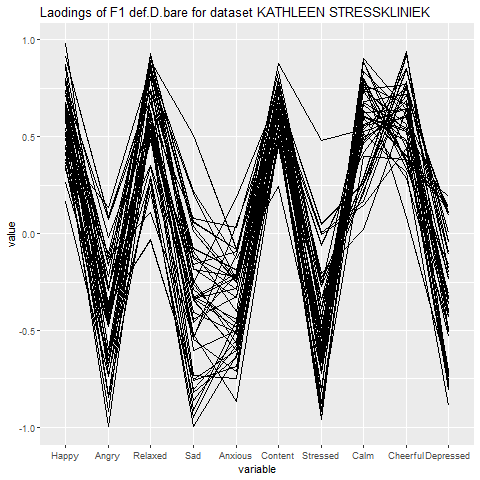 Laodings of F1 def.D.bare for dataset KATHLEEN STRESSKLINIEK
1.0
0.5
0.0
-0.5
-1.0
value
Happy Angry Relaxed Sad Anxious Content Stressed Calm Cheerful Depressed
variable